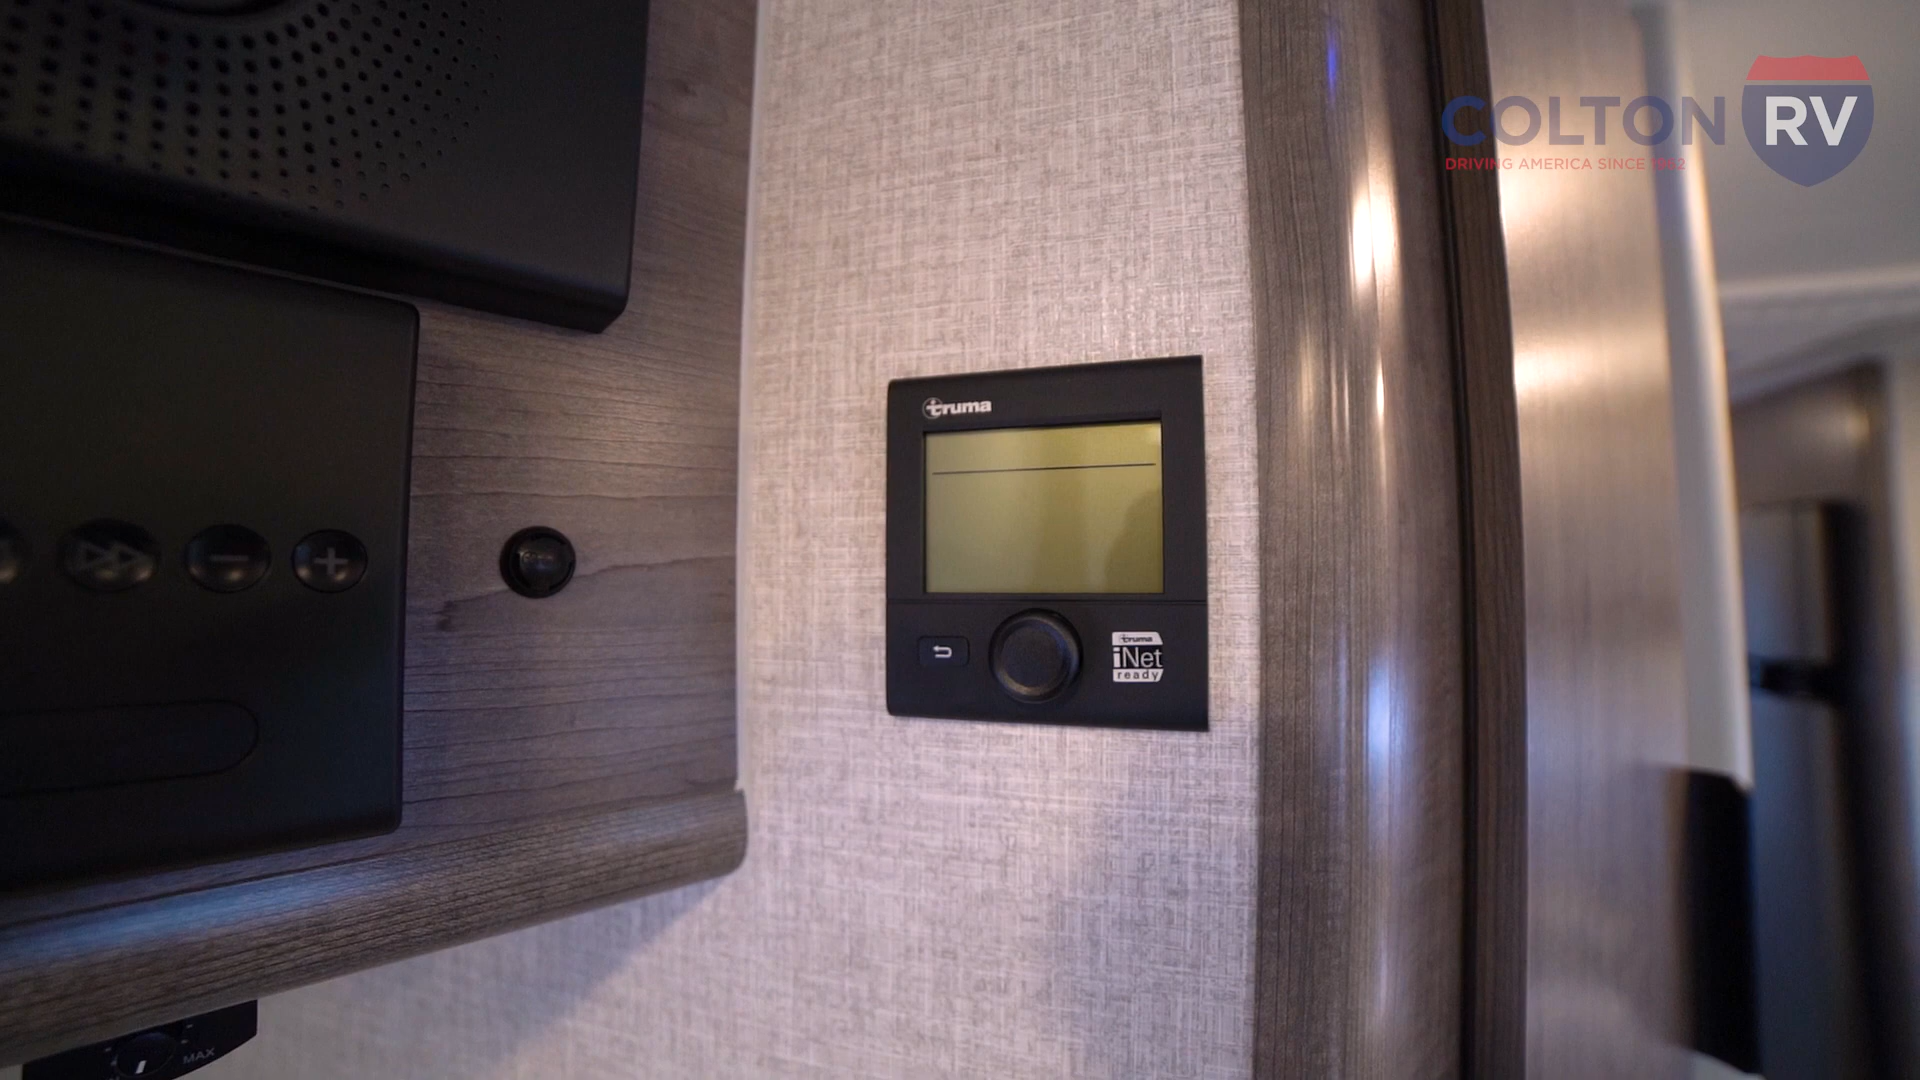 COLTON RV
DRIVING AMERICA SINCE 1962
truma
truma
iNet
ready
MAX